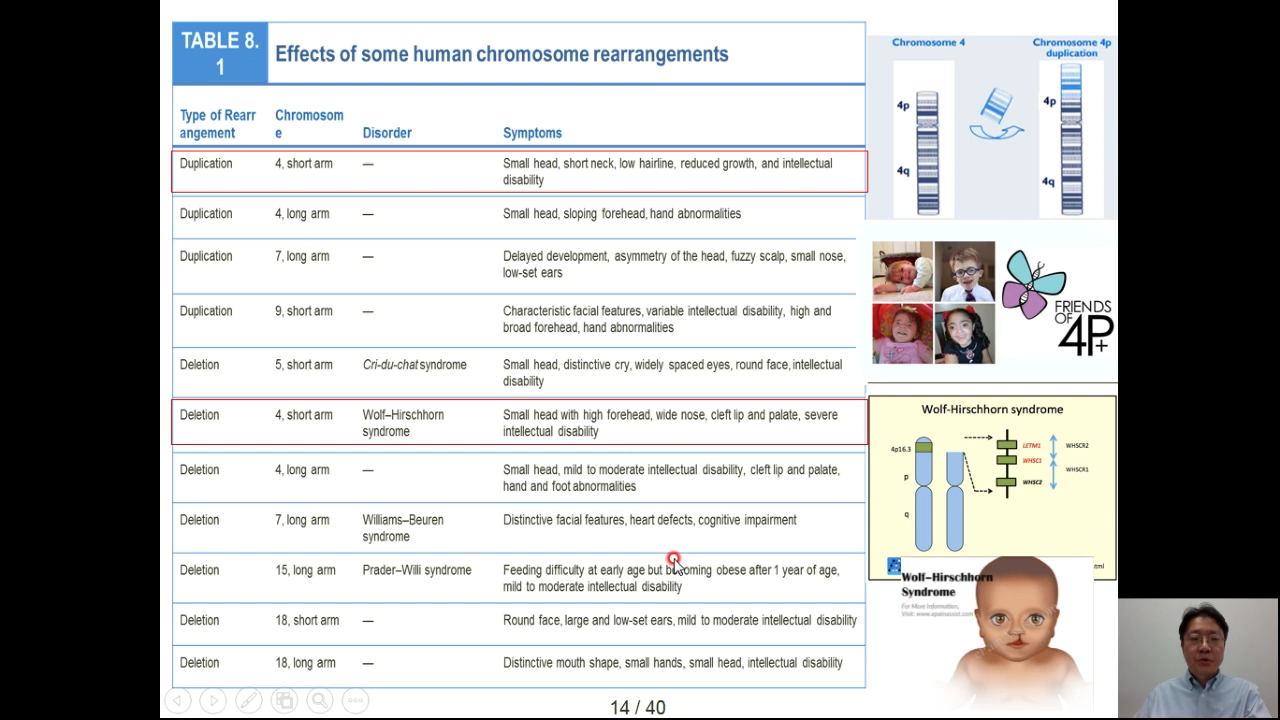 TABLE 8.
1
Effects of some human chromosome rearrangements
Type of Rearr
angement
Chromosom
e
Disorder
Symptoms
Duplication
4, short arm
—
Small head, short neck, low hairline, reduced growth, and intellectual
disability
Duplication
4, long arm
—
Small head, sloping forehead, hand abnormalities
Duplication
7, long arm
—
Delayed development, asymmetry of the head, fuzzy scalp, small nose,
low-set ears
Duplication
9, short arm
—
Characteristic facial features, variable intellectual disability, high and
broad forehead, hand abnormalities
Deletion
5, short arm
Cri-du-chat syndrome
Small head, distinctive cry, widely spaced eyes, round face, intellectual
disability
Deletion
4, short arm
Wolf–Hirschhorn
syndrome
Small head with high forehead, wide nose, cleft lip and palate, severe
intellectual disability
Deletion
4, long arm
—
Small head, mild to moderate intellectual disability, cleft lip and palate,
hand and foot abnormalities
Deletion
7, long arm
Williams–Beuren
syndrome
Distinctive facial features, heart defects, cognitive impairment
Deletion
15, long arm
Prader–Willi syndrome
Feeding difficulty at early age but becoming obese after 1 year of age,
mild to moderate intellectual disability
Deletion
18, short arm
—
Round face, large and low-set ears, mild to moderate intellectual disability
Deletion
18, long arm
—
Distinctive mouth shape, small hands, small head, intellectual disability
14 / 40
Chromosome 4
Chromosome 4p
duplication
4p
4q
4p
4q
FRIENDS
OF
4P+
Wolf-Hirschhorn syndrome
4p16.3
p
q
LETM1
WHSC1
WHSC2
WHSCR2
WHSCR1
Wolf–Hirschhorn
Syndrome
For More Information,
Visit: www.epainassist.com